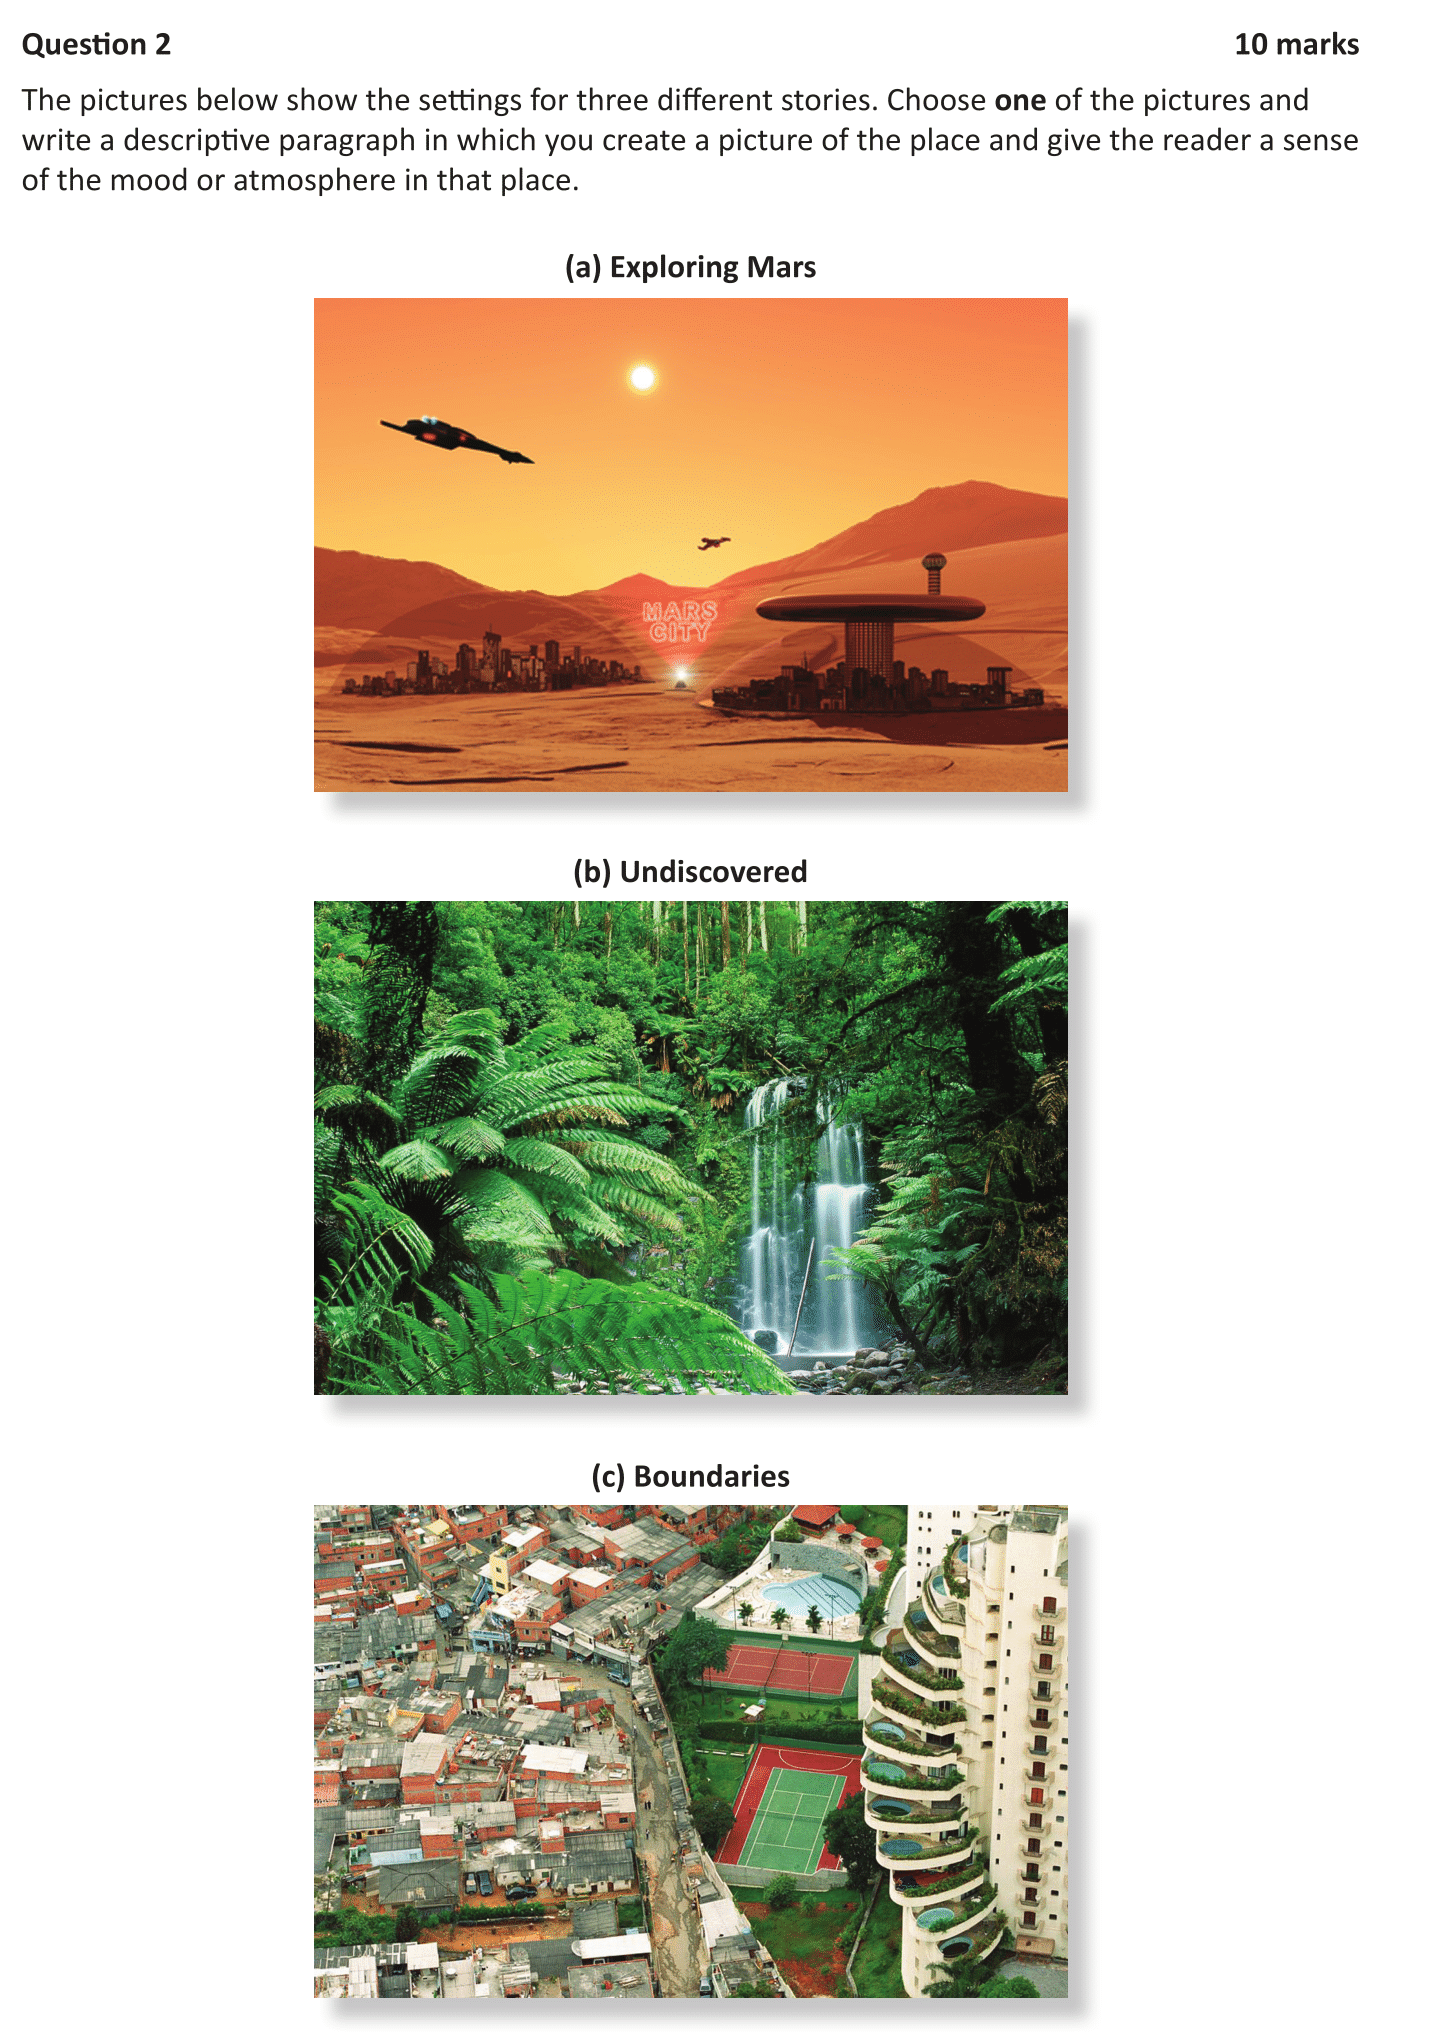 Question 2
10 marks
The pictures below show the settings for three different stories. Choose one of the pictures and
write a descriptive paragraph in which you create a picture of the place and give the reader a sense
of the mood or atmosphere in that place.
(a) Exploring Mars
MARS
CITY
(b) Undiscovered
(c) Boundaries